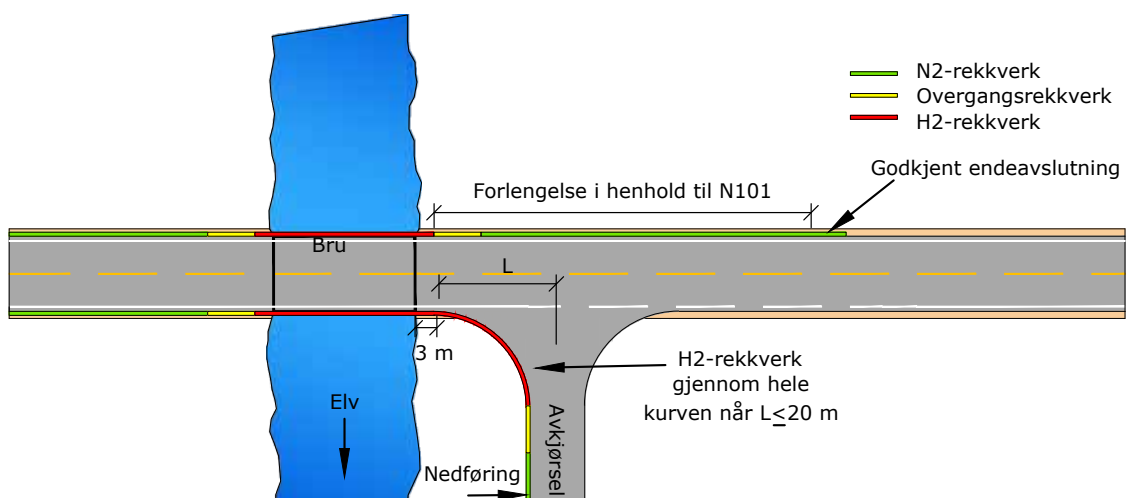 N2-rekkverk
Overgangsrekkverk
H2-rekkverk
Godkjent endeavslutning
Forlengelse i henhold til N101
Bru
L
3 m
H2-rekkverk
gjennom hele
kurven når L≤20 m
Elv
Avkjørsel
Nedføring